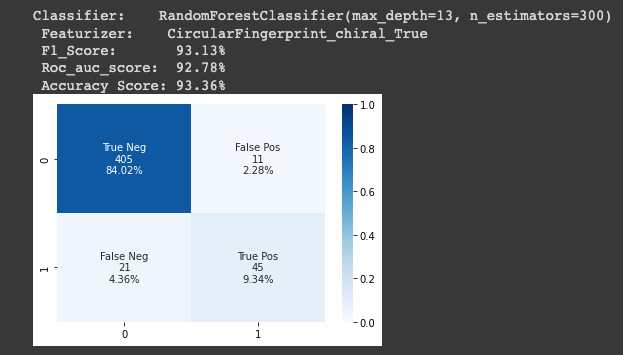 Classifier: RandomForestClassifier(max_depth=13, n_estimators=300)
Featurizer: CircularFingerprint_chiral_True
F1_Score: 93.13%
Roc_auc_score: 92.78%
Accuracy Score: 93.36%
1.0
True Neg
405
84.02%
False Pos
11
2.28%
0
0.8
0.6
0.4
False Neg
21
4.36%
True Pos
45
9.34%
1
0.2
0.0
0 1